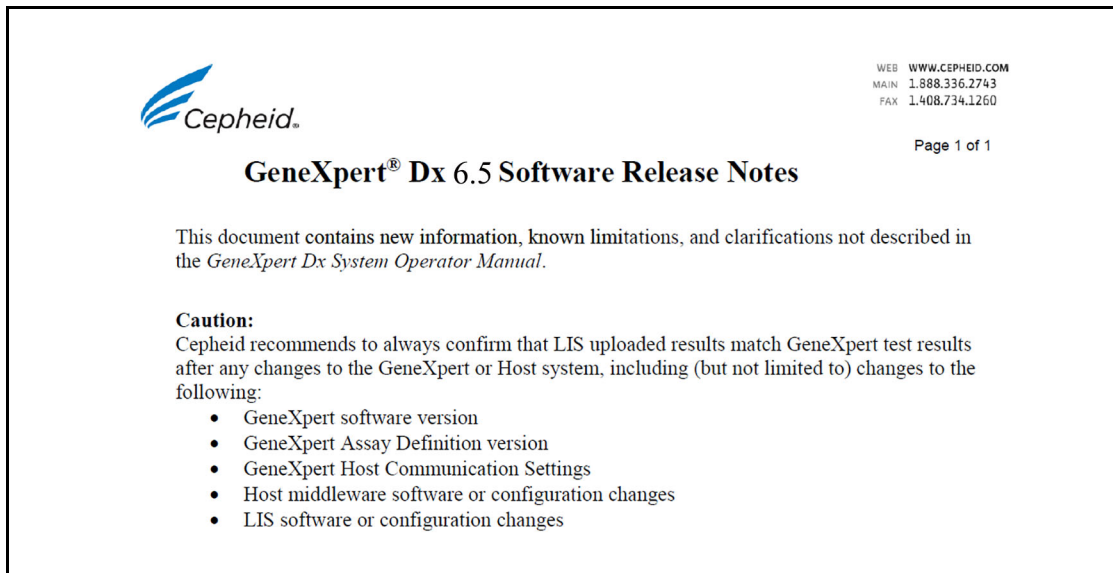 Cepheid®
WEB WWW.CEPHEID.COM
MAIN 1.888.336.2743
FAX 1.408.734.1260
Page 1 of 1
GeneXpert® Dx 6.5 Software Release Notes
This document contains new information, known limitations, and clarifications not described in
the GeneXpert Dx System Operator Manual.
Caution:
Cepheid recommends to always confirm that LIS uploaded results match GeneXpert test results
after any changes to the GeneXpert or Host system, including (but not limited to) changes to the
following:
• GeneXpert software version
• GeneXpert Assay Definition version
• GeneXpert Host Communication Settings
• Host middleware software or configuration changes
• LIS software or configuration changes